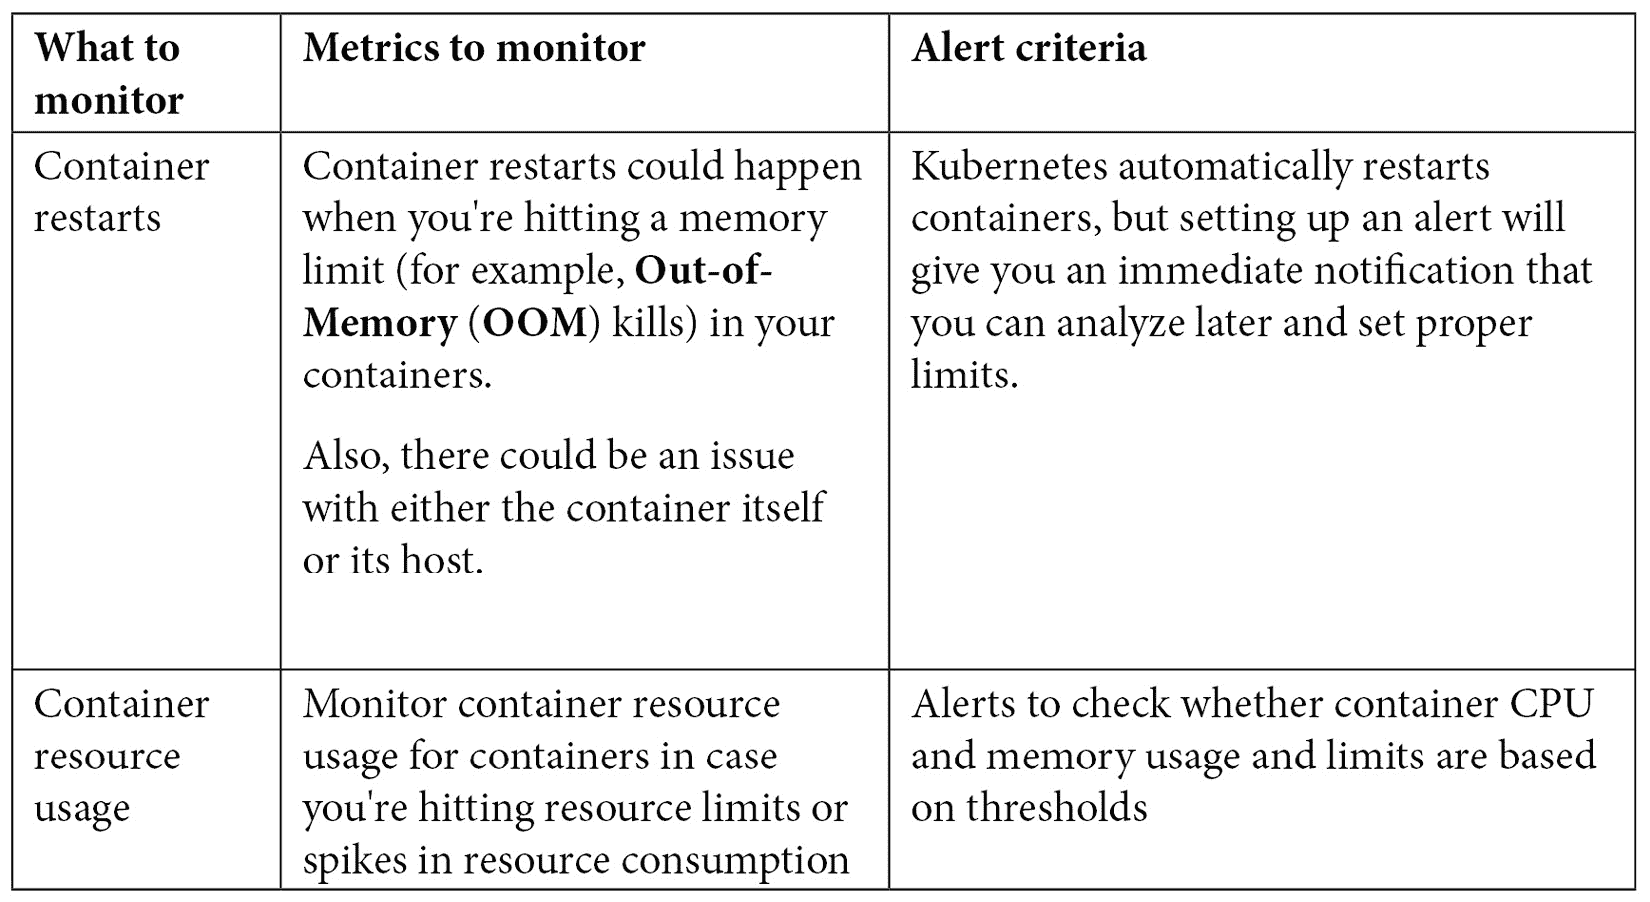 What to
monitor
Metrics to monitor
Alert criteria
Container
restarts
Container restarts could happen
when you're hitting a memory
limit (for example, Out-of-
Memory (OOM) kills) in your
containers.
Also, there could be an issue
with either the container itself
or its host.
Kubernetes automatically restarts
containers, but setting up an alert will
give you an immediate notification that
you can analyze later and set proper
limits.
Container
resource
usage
Monitor container resource
usage for containers in case
you're hitting resource limits or
spikes in resource consumption
Alerts to check whether container CPU
and memory usage and limits are based
on thresholds